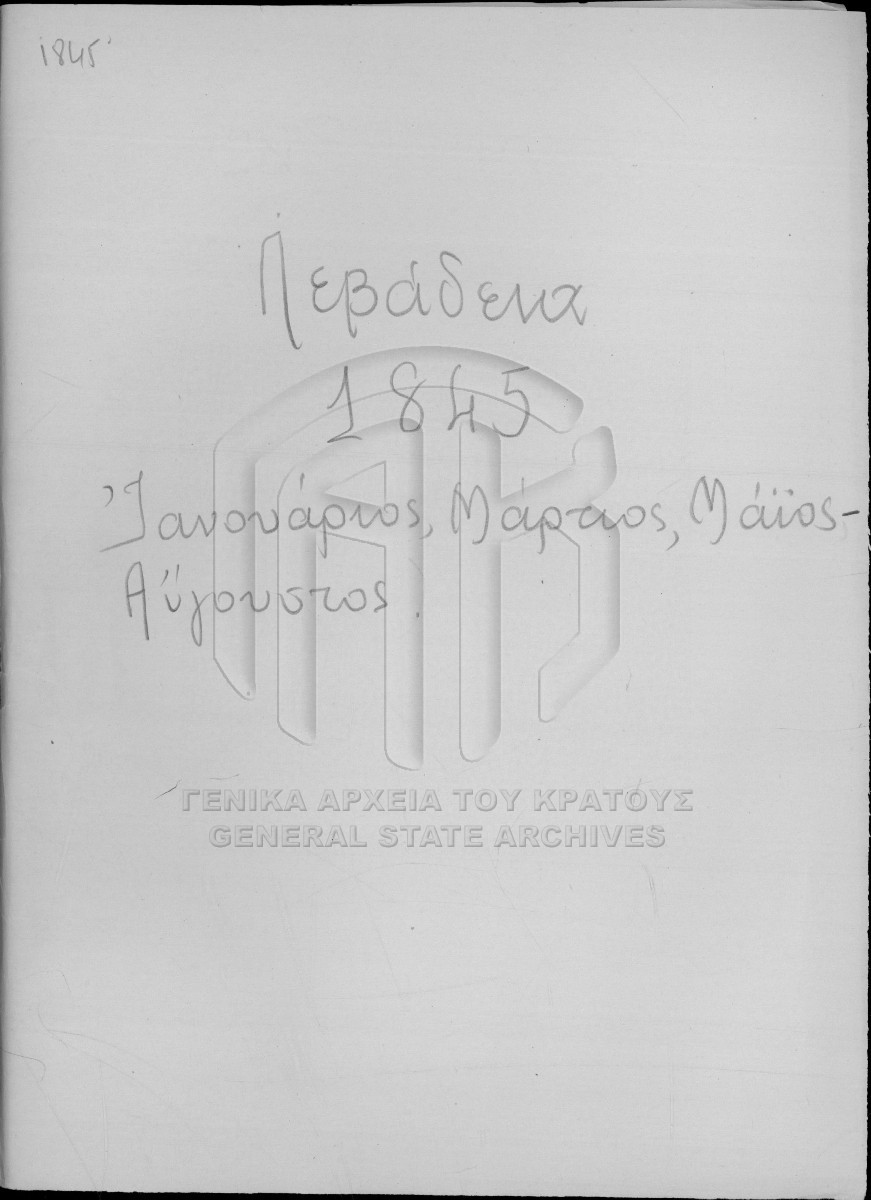 1845
Λεβάδεια
1845
Ἰανουάριος, Μάρτιος, Μάϊος-
Αὔγουστος.
ΓΕΝΙΚΑ ΑΡΧΕΙΑ ΤΟΥ ΚΡΑΤΟΥΣ
GENERAL STATE ARCHIVES